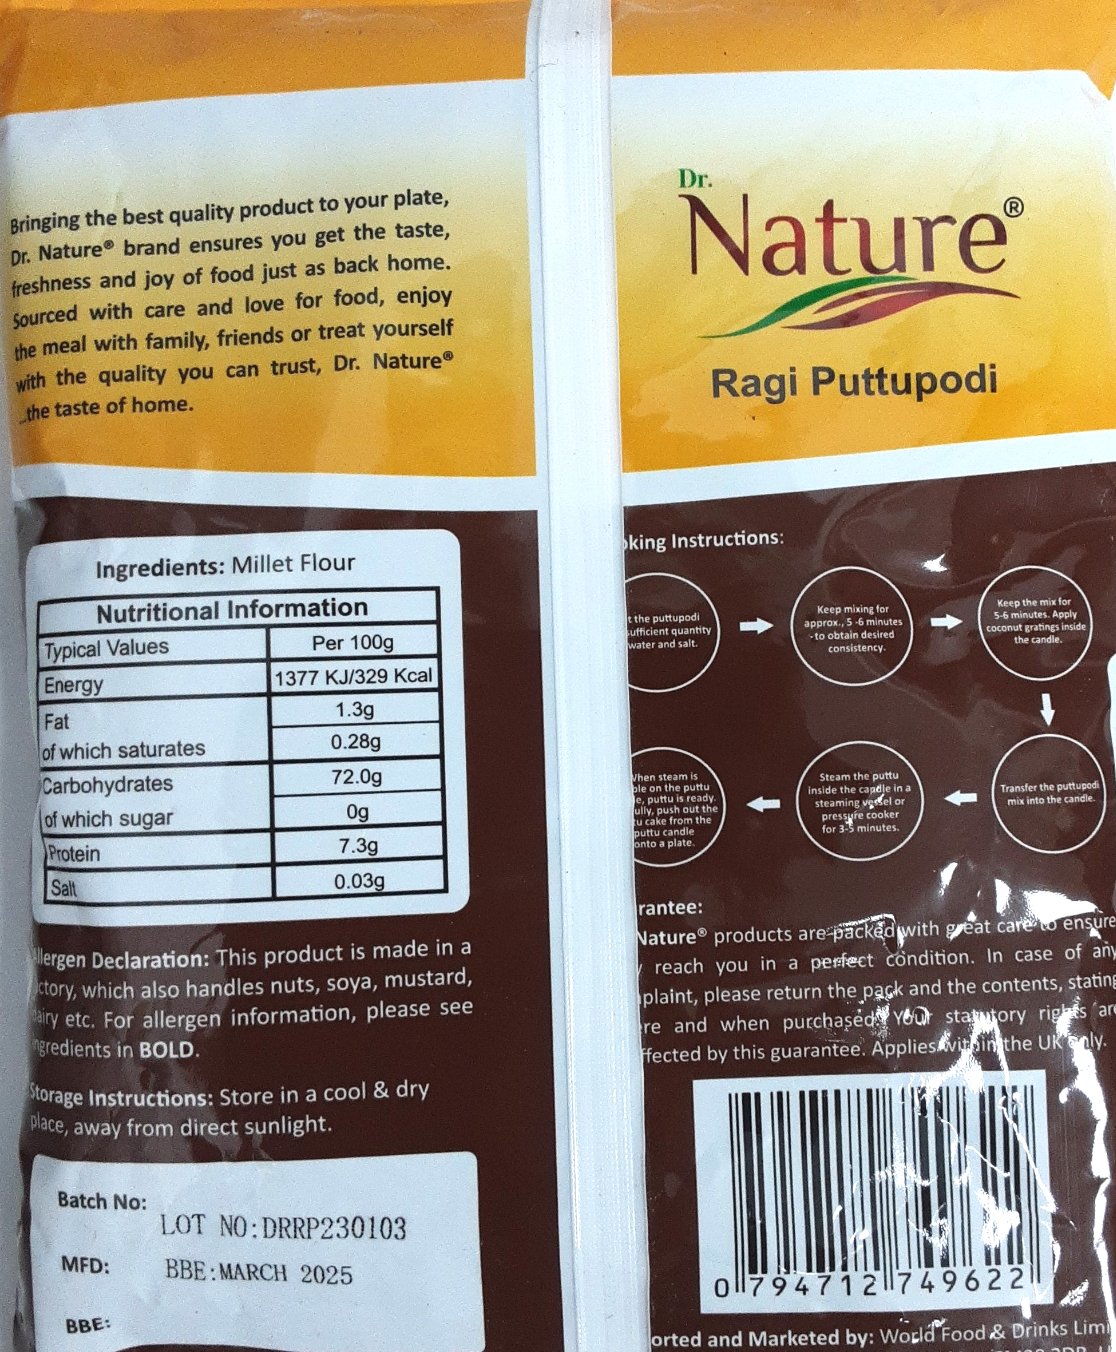 Bringing the best quality product to your plate,
Dr. Nature® brand ensures you get the taste,
freshness and joy of food just as back home.
Sourced with care and love for food, enjoy
the meal with family, friends or treat yourself
with the quality you can trust, Dr. Nature®
...the taste of home.
Ingredients: Millet Flour
Nutritional Information
Typical Values Per 100g
Energy 1377 KJ/329 Kcal
Fat 1.3g
of which saturates 0.28g
Carbohydrates 72.0g
of which sugar 0g
Protein 7.3g
Salt 0.03g
Allergen Declaration: This product is made in a
ctory, which also handles nuts, soya, mustard,
dairy etc. For allergen information, please see
ingredients in BOLD.
Storage Instructions: Store in a cool & dry
place, away from direct sunlight.
Batch No:
LOT NO:DRRP230103
MFD: BBE:MARCH 2025
BBE:
Dr.
Nature®
Ragi Puttupodi
oking Instructions:
t the puttupodi
ufficient quantity
water and salt.
Keep mixing for
approx., 5 -6 minutes
-to obtain desired
consistency.
Keep the mix for
5-6 minutes. Apply
coconut gratings inside
the candle.
Transfer the puttupodi
mix into the candle.
Steam the puttu
inside the candle in a
steaming vessel or
pressure cooker
for 3-5 minutes.
When steam is
ble on the puttu
e, puttu is ready.
ully, push out the
tu cake from the
puttu candle
onto a plate.
rantee:
Nature® products are packed with great care to ensure
y reach you in a perfect condition. In case of any
plaint, please return the pack and the contents, stating
re and when purchased. Your statutory rights are
ffected by this guarantee. Applies within the UK only.
0 794712 749622
orted and Marketed by: World Food & Drinks Limi